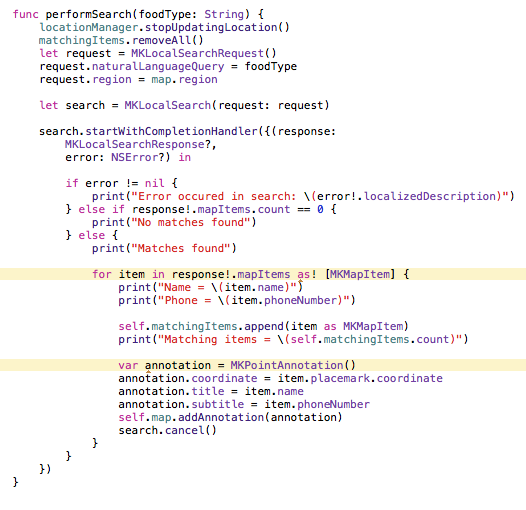 func performSearch(foodType: String) {
    locationManager.stopUpdatingLocation()
    matchingItems.removeAll()
    let request = MKLocalSearchRequest()
    request.naturalLanguageQuery = foodType
    request.region = map.region

    let search = MKLocalSearch(request: request)

    search.startWithCompletionHandler({(response:
        MKLocalSearchResponse?,
        error: NSError?) in

        if error != nil {
            print("Error occured in search: \(error!.localizedDescription)")
        } else if response!.mapItems.count == 0 {
            print("No matches found")
        } else {
            print("Matches found")

            for item in response!.mapItems as! [MKMapItem] {
                print("Name = \(item.name)")
                print("Phone = \(item.phoneNumber)")

                self.matchingItems.append(item as MKMapItem)
                print("Matching items = \(self.matchingItems.count)")

                var annotation = MKPointAnnotation()
                annotation.coordinate = item.placemark.coordinate
                annotation.title = item.name
                annotation.subtitle = item.phoneNumber
                self.map.addAnnotation(annotation)
                search.cancel()
            }
        }
    })
}